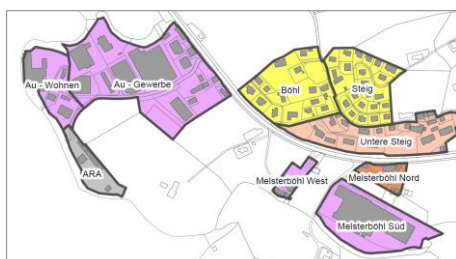 Au - Wohnen
Au - Gewerbe
Böhl
Steig
Untere Steig
ARA
Meisterböhl West
Meisterböhl Nord
Meisterböhl Süd